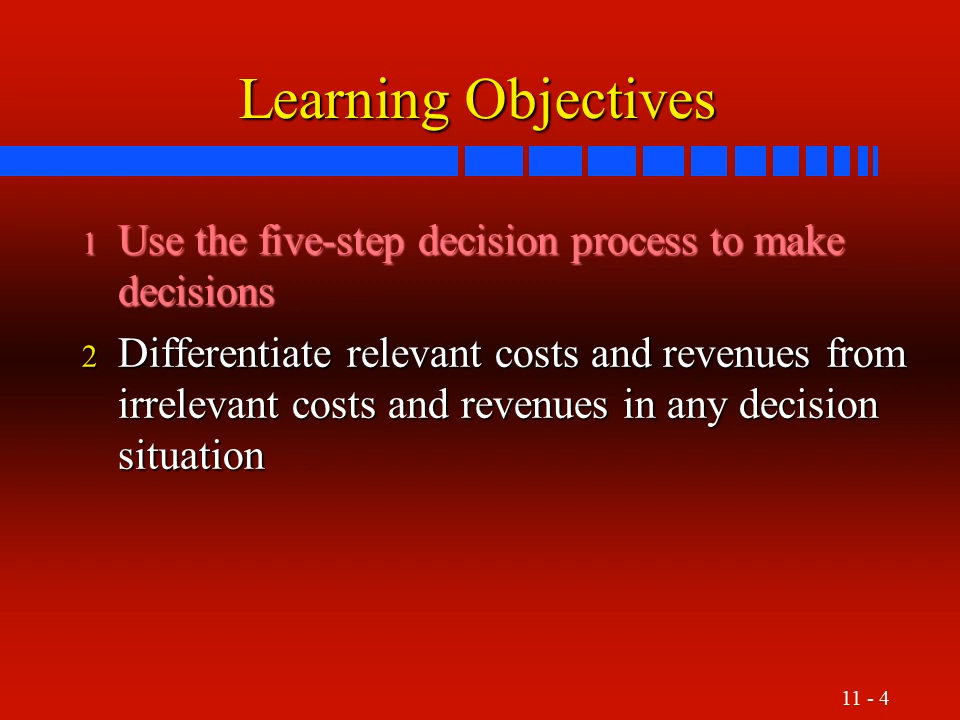 Learning Objectives
1 Use the five-step decision process to make
decisions
2 Differentiate relevant costs and revenues from
irrelevant costs and revenues in any decision
situation
11 - 4